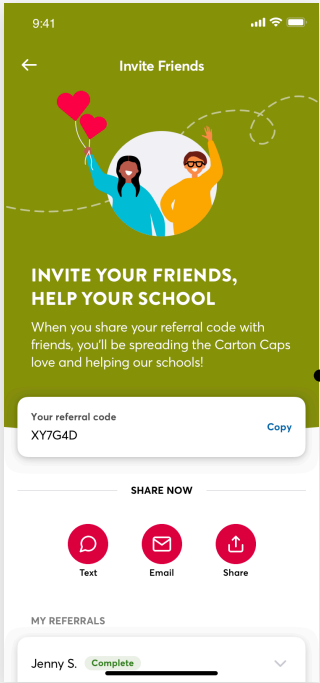 9:41
Invite Friends
INVITE YOUR FRIENDS,
HELP YOUR SCHOOL
When you share your referral code with
friends, you'll be spreading the Carton Caps
love and helping our schools!
Your referral code
XY7G4D
Copy
SHARE NOW
Text
Email
Share
MY REFERRALS
Jenny S.
Complete